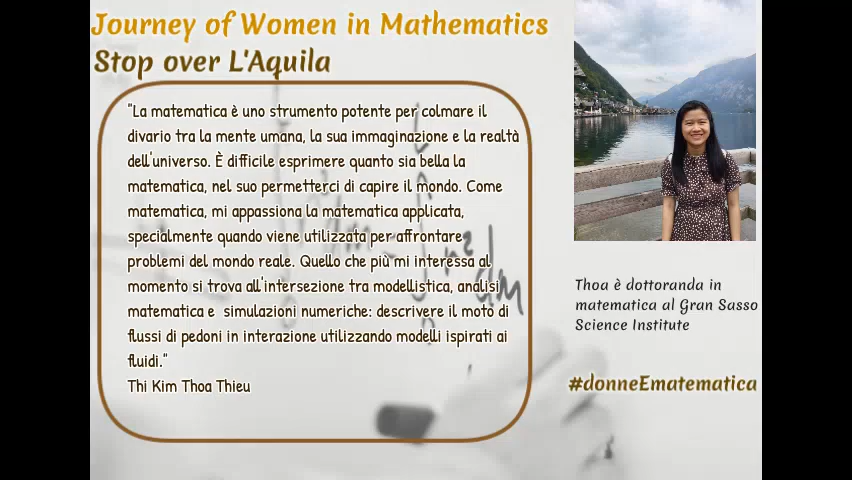 Journey of Women in Mathematics
Stop over L'Aquila
"La matematica è uno strumento potente per colmare il
divario tra la mente umana, la sua immaginazione e la realtà
dell'universo. È difficile esprimere quanto sia bella la
matematica, nel suo permetterci di capire il mondo. Come
matematica, mi appassiona la matematica applicata,
specialmente quando viene utilizzata per affrontare
problemi del mondo reale. Quello che più mi interessa al
momento si trova all'intersezione tra modellistica, analisi
matematica e simulazioni numeriche: descrivere il moto di
flussi di pedoni in interazione utilizzando modelli ispirati ai
fluidi."
Thi Kim Thoa Thieu
Thoa è dottoranda in
matematica al Gran Sasso
Science Institute
#donneEmatematica